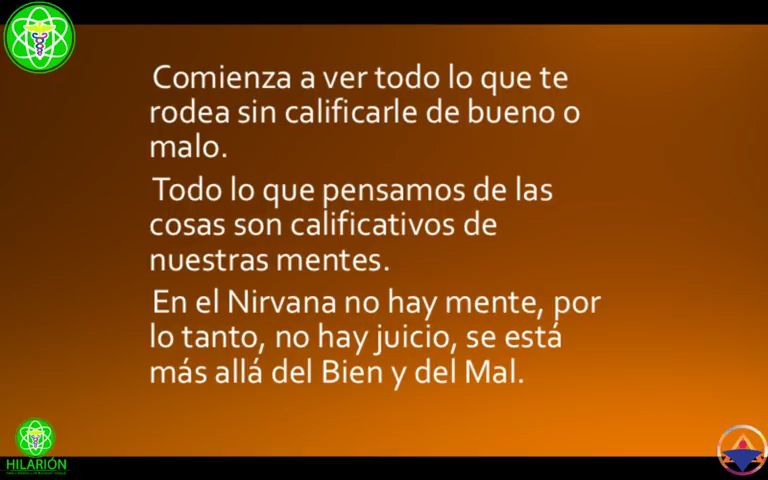 Comienza a ver todo lo que te
rodea sin calificarle de bueno o
malo.
Todo lo que pensamos de las
cosas son calificativos de
nuestras mentes.
En el Nirvana no hay mente, por
lo tanto, no hay juicio, se está
más allá del Bien y del Mal.
HILARIÓN